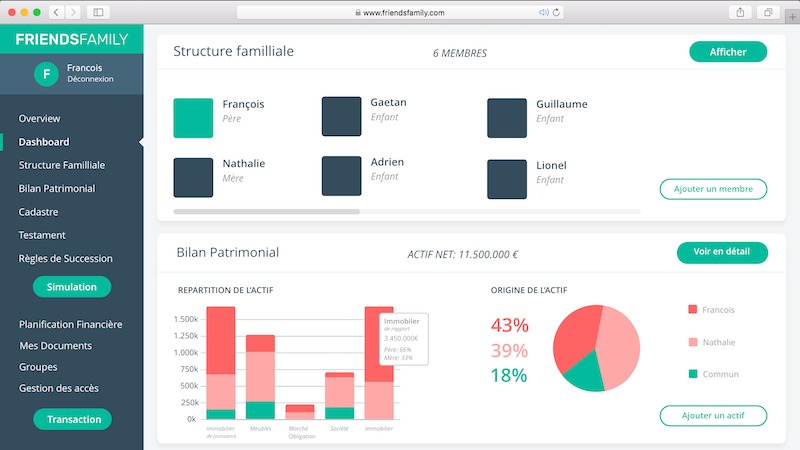 www.friendsfamily.com
FRIENDSFAMILY
F
Francois
Déconnexion
Overview
Dashboard
Structure Familliale
Bilan Patrimonial
Cadastre
Testament
Règles de Succession
Simulation
Planification Financière
Mes Documents
Groupes
Gestion des accès
Transaction
Structure familliale
6 MEMBRES
Afficher
François
Père
Gaetan
Enfant
Guillaume
Enfant
Nathalie
Mère
Adrien
Enfant
Lionel
Enfant
Ajouter un membre
Bilan Patrimonial
ACTIF NET: 11.500.000 €
Voir en détail
REPARTITION DE L'ACTIF
1.500k
1.250k
1.000k
750k
500k
250k
0k
Immobilier
de jouissance
Meubles
Marché
Obligation
Société
Immobilier
Immobilier
de rapport
3.450.000€
Père: 66%
Mère: 33%
ORIGINE DE L'ACTIF
43%
39%
18%
Francois
Nathalie
Commun
Ajouter un actif